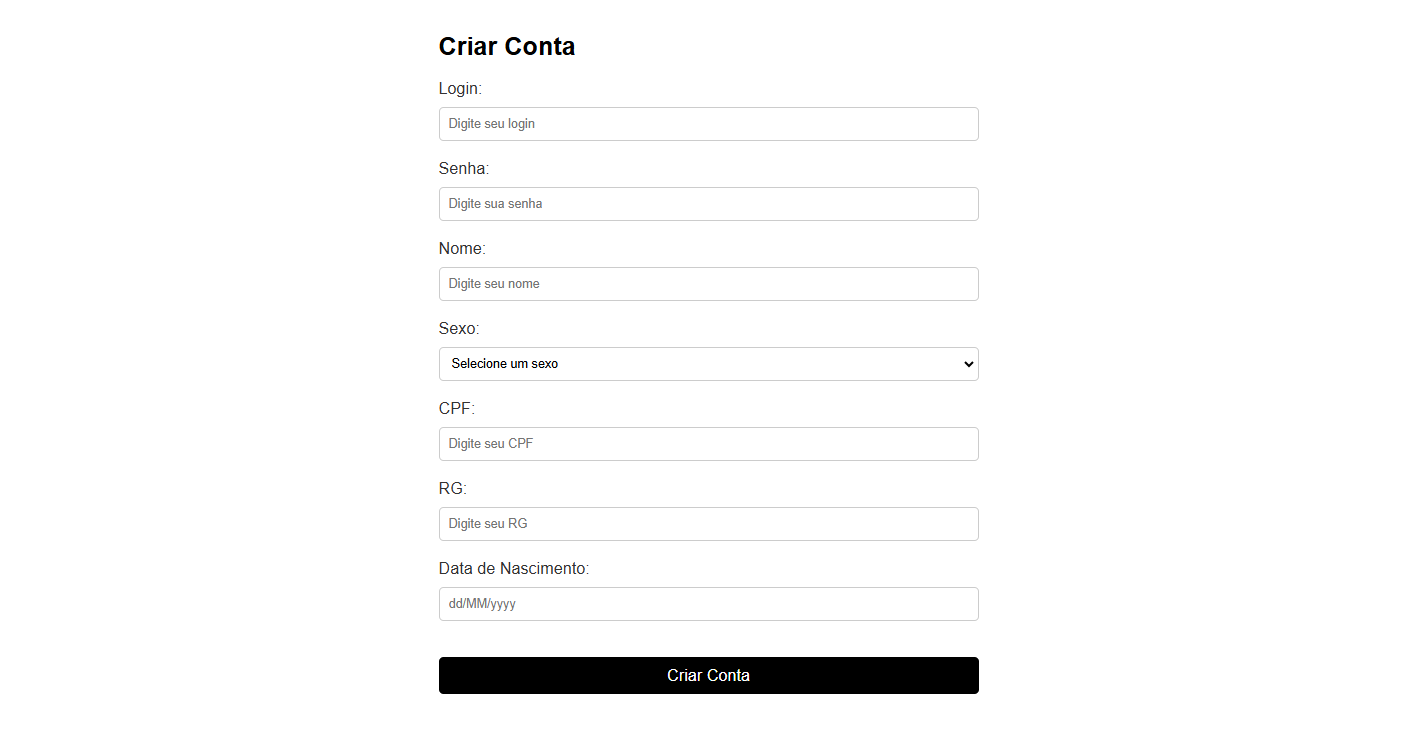 Criar Conta
Login:
Digite seu login
Senha:
Digite sua senha
Nome:
Digite seu nome
Sexo:
Selecione um sexo
CPF:
Digite seu CPF
RG:
Digite seu RG
Data de Nascimento:
dd/MM/yyyy
Criar Conta